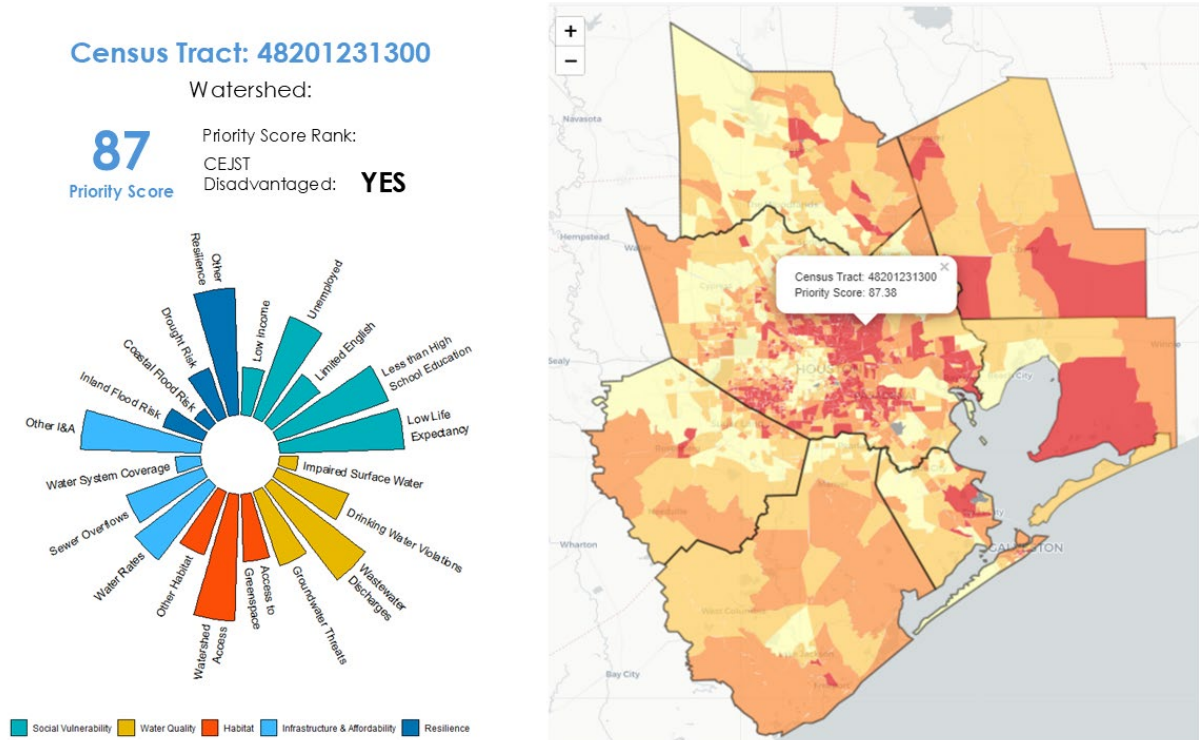 Census Tract: 48201231300
Watershed:
87
Priority Score
Priority Score Rank:
CEJST
Disadvantaged: YES
Other
Resilience
Drought Risk
Coastal Flood Risk
Inland Flood Risk
Other I&A
Water System Coverage
Sewer Overflows
Water Rates
Other Habitat
Watershed
Access
Access to
Greenspace
Groundwater Threats
Wastewater
Discharges
Drinking Water Violations
Impaired Surface Water
Low Life
Expectancy
Less than High
School Education
Limited English
Unemployed
Low Income
Social Vulnerability
Water Quality
Habitat
Infrastructure & Affordability
Resilience
+
−
Navasota
Hempstead
Census Tract: 48201231300
Priority Score: 87.38
×
Sealy
HOUSTON
Wharton
GALVESTON
West Columbia
Bay City